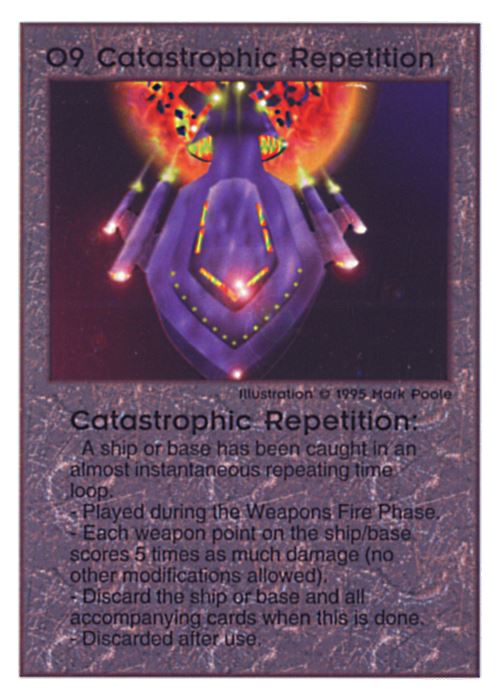 O9 Catastrophic Repetition
Illustration © 1995 Mark Poole
Catastrophic Repetition:
A ship or base has been caught in an
almost instantaneous repeating time
loop.
- Played during the Weapons Fire Phase.
- Each weapon point on the ship/base
scores 5 times as much damage (no
other modifications allowed).
- Discard the ship or base and all
accompanying cards when this is done.
- Discarded after use.